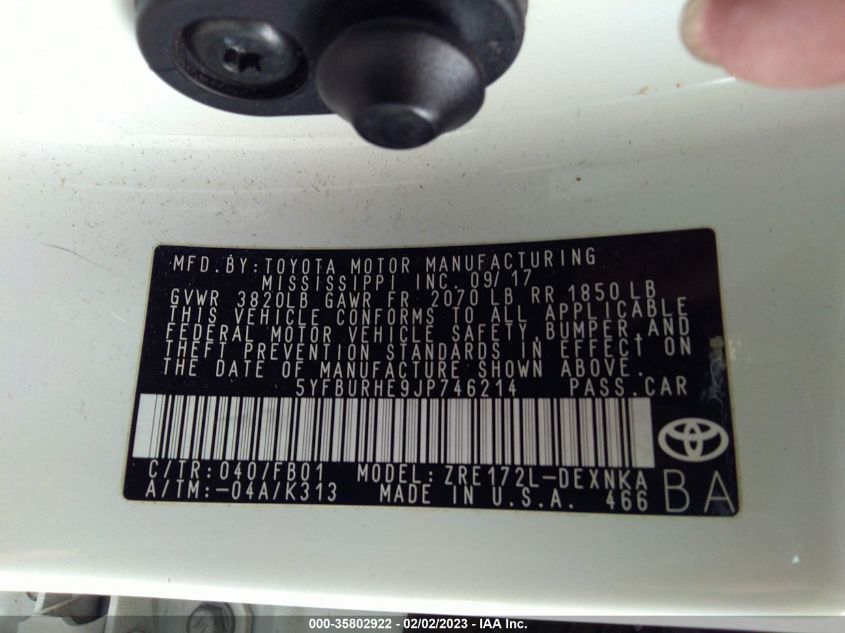 MFD. BY: TOYOTA MOTOR MANUFACTURING
MISSISSIPPI INC. 09/17
GVWR 3820LB GAWR FR 2070 LB RR 1850 LB
THIS VEHICLE CONFORMS TO ALL APPLICABLE
FEDERAL MOTOR VEHICLE SAFETY, BUMPER, AND
THEFT PREVENTION STANDARDS IN EFFECT ON
THE DATE OF MANUFACTURE SHOWN ABOVE.
5YFBURHE9JP746214 PASS. CAR
C/TR: 040/FB01 MODEL: ZRE172L-DEXNKA
A/TM: -04A/K313 MADE IN U.S.A. 466 BA
000-35802922 - 02/02/2023 - IAA Inc.